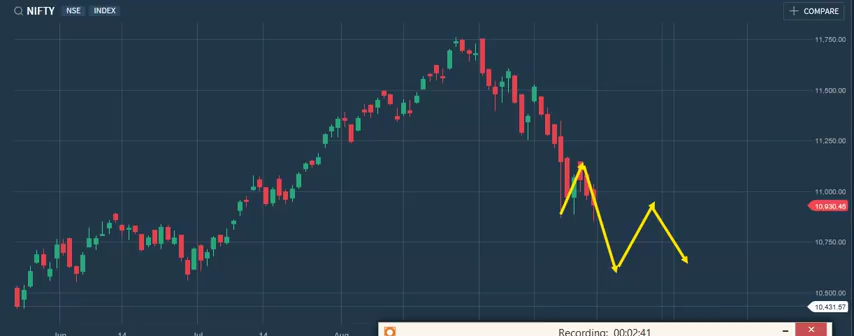 NIFTY NSE INDEX
COMPARE
11,750.00
11,500.00
11,250.00
11,000.00
10,930.45
10,750.00
10,500.00
10,431.57
Jun 14 Jul 14 Aug
Recording: 00:02:41